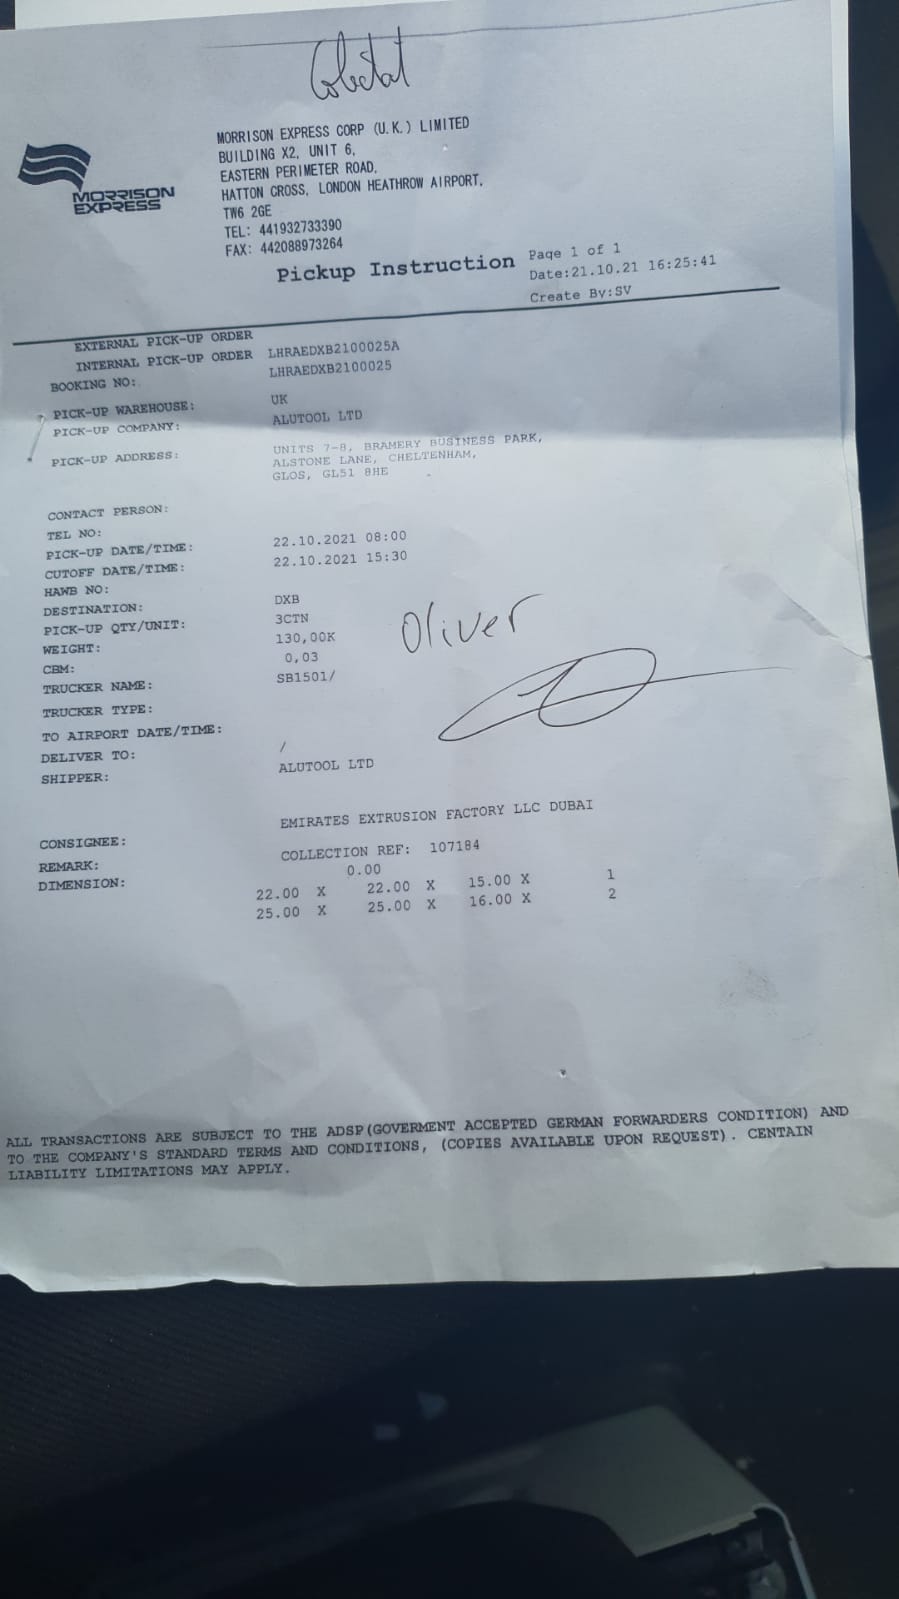 MORRISON EXPRESS CORP (U.K.) LIMITED
BUILDING X2, UNIT 6,
EASTERN PERIMETER ROAD,
HATTON CROSS, LONDON HEATHROW AIRPORT,
TW6 2GE
TEL: 441932733390
FAX: 442088973264
MORRISON
EXPRESS
Pickup Instruction
Page 1 of 1
Date:21.10.21 16:25:41
Create By:SV
EXTERNAL PICK-UP ORDER
INTERNAL PICK-UP ORDER LHRAEDXB2100025A
BOOKING NO: LHRAEDXB2100025
PICK-UP WAREHOUSE: UK
PICK-UP COMPANY: ALUTOOL LTD
PICK-UP ADDRESS: UNITS 7-8, BRAMERY BUSINESS PARK,
ALSTONE LANE, CHELTENHAM,
GLOS, GL51 8HE
CONTACT PERSON:
TEL NO:
PICK-UP DATE/TIME: 22.10.2021 08:00
CUTOFF DATE/TIME: 22.10.2021 15:30
HAWB NO:
DESTINATION: DXB
PICK-UP QTY/UNIT: 3CTN
WEIGHT: 130,00K
CBM: 0,03
TRUCKER NAME: SB1501/
Oliver
TRUCKER TYPE:
TO AIRPORT DATE/TIME:
DELIVER TO: /
SHIPPER: ALUTOOL LTD
CONSIGNEE: EMIRATES EXTRUSION FACTORY LLC DUBAI
REMARK: COLLECTION REF: 107184
DIMENSION: 0.00
22.00 X 22.00 X 15.00 X 1
25.00 X 25.00 X 16.00 X 2
ALL TRANSACTIONS ARE SUBJECT TO THE ADSP(GOVERMENT ACCEPTED GERMAN FORWARDERS CONDITION) AND
TO THE COMPANY'S STANDARD TERMS AND CONDITIONS, (COPIES AVAILABLE UPON REQUEST). CENTAIN
LIABILITY LIMITATIONS MAY APPLY.